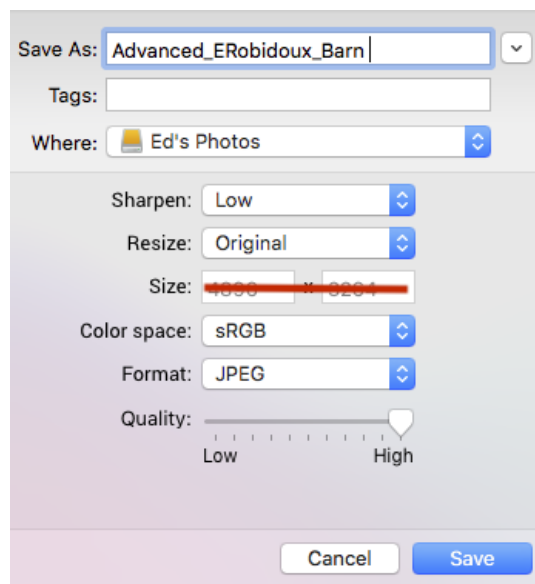 Save As: Advanced_ERobidoux_Barn
Tags:
Where: Ed's Photos
Sharpen: Low
Resize: Original
Size: x
Color space: sRGB
Format: JPEG
Quality:
Low High
Cancel Save